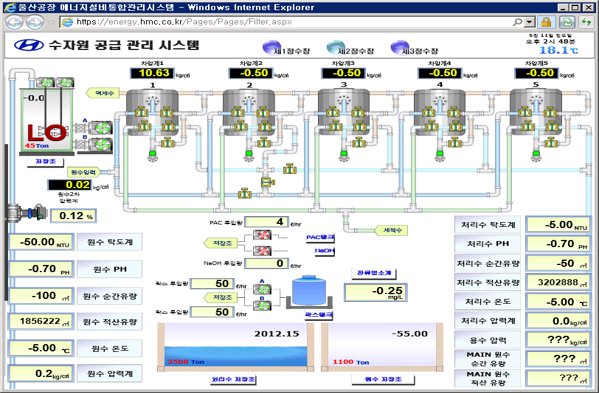 울산공장 에너지설비통합관리시스템 - Windows Internet Explorer
https://energy.hmc.co.kr/Pages/Pages/Filter.aspx
수자원 공급 관리 시스템
제1정수장
제2정수장
제3정수장
5월 11일 월요일
오후 2시 48분
18.1℃
차압계1
차압계2
차압계3
차압계4
차압계5
10.63 kg/㎠
-0.50 kg/㎠
-0.50 kg/㎠
-0.50 kg/㎠
-0.50
1 2 3 4 5
역세수
-0.0
LO
45 Ton
A
B
저장조
원수입력
0.02 kg/㎠
원수2차
압력계
0.12 %
세척수
-50.00 NTU 원수 탁도계
-0.70 PH 원수 PH
-100 ㎥ 원수 순간유량
1856222 ㎥ 원수 적산유량
-5.00 ℃ 원수 온도
0.2 kg/㎠ 원수 압력계
PAC 투입량 4 ℓ/hr
저장조
PAC탱크
NaOH
NaOH 투입량 0 ℓ/hr
락스 투입량 50 ℓ/hr
A
저장조
B
락스 투입량 50 ℓ/hr
락스탱크
잔류염소계
-0.25
mg/L
2012.15
3500 Ton
-55.00
1100 Ton
원수 저장조
처리수 탁도계 -5.00 NTU
처리수 PH -0.70 PH
처리수 순간유량 -50 ㎥
처리수 적산유량 3202888 ㎥
처리수 온도 -5.00 ℃
처리수 압력계 0.0 kg/㎠
용수 압력 ??? kg/㎠
MAIN 원수
순간 유량 ??? ㎥
MAIN 원수
적산 유량 ??? ㎥